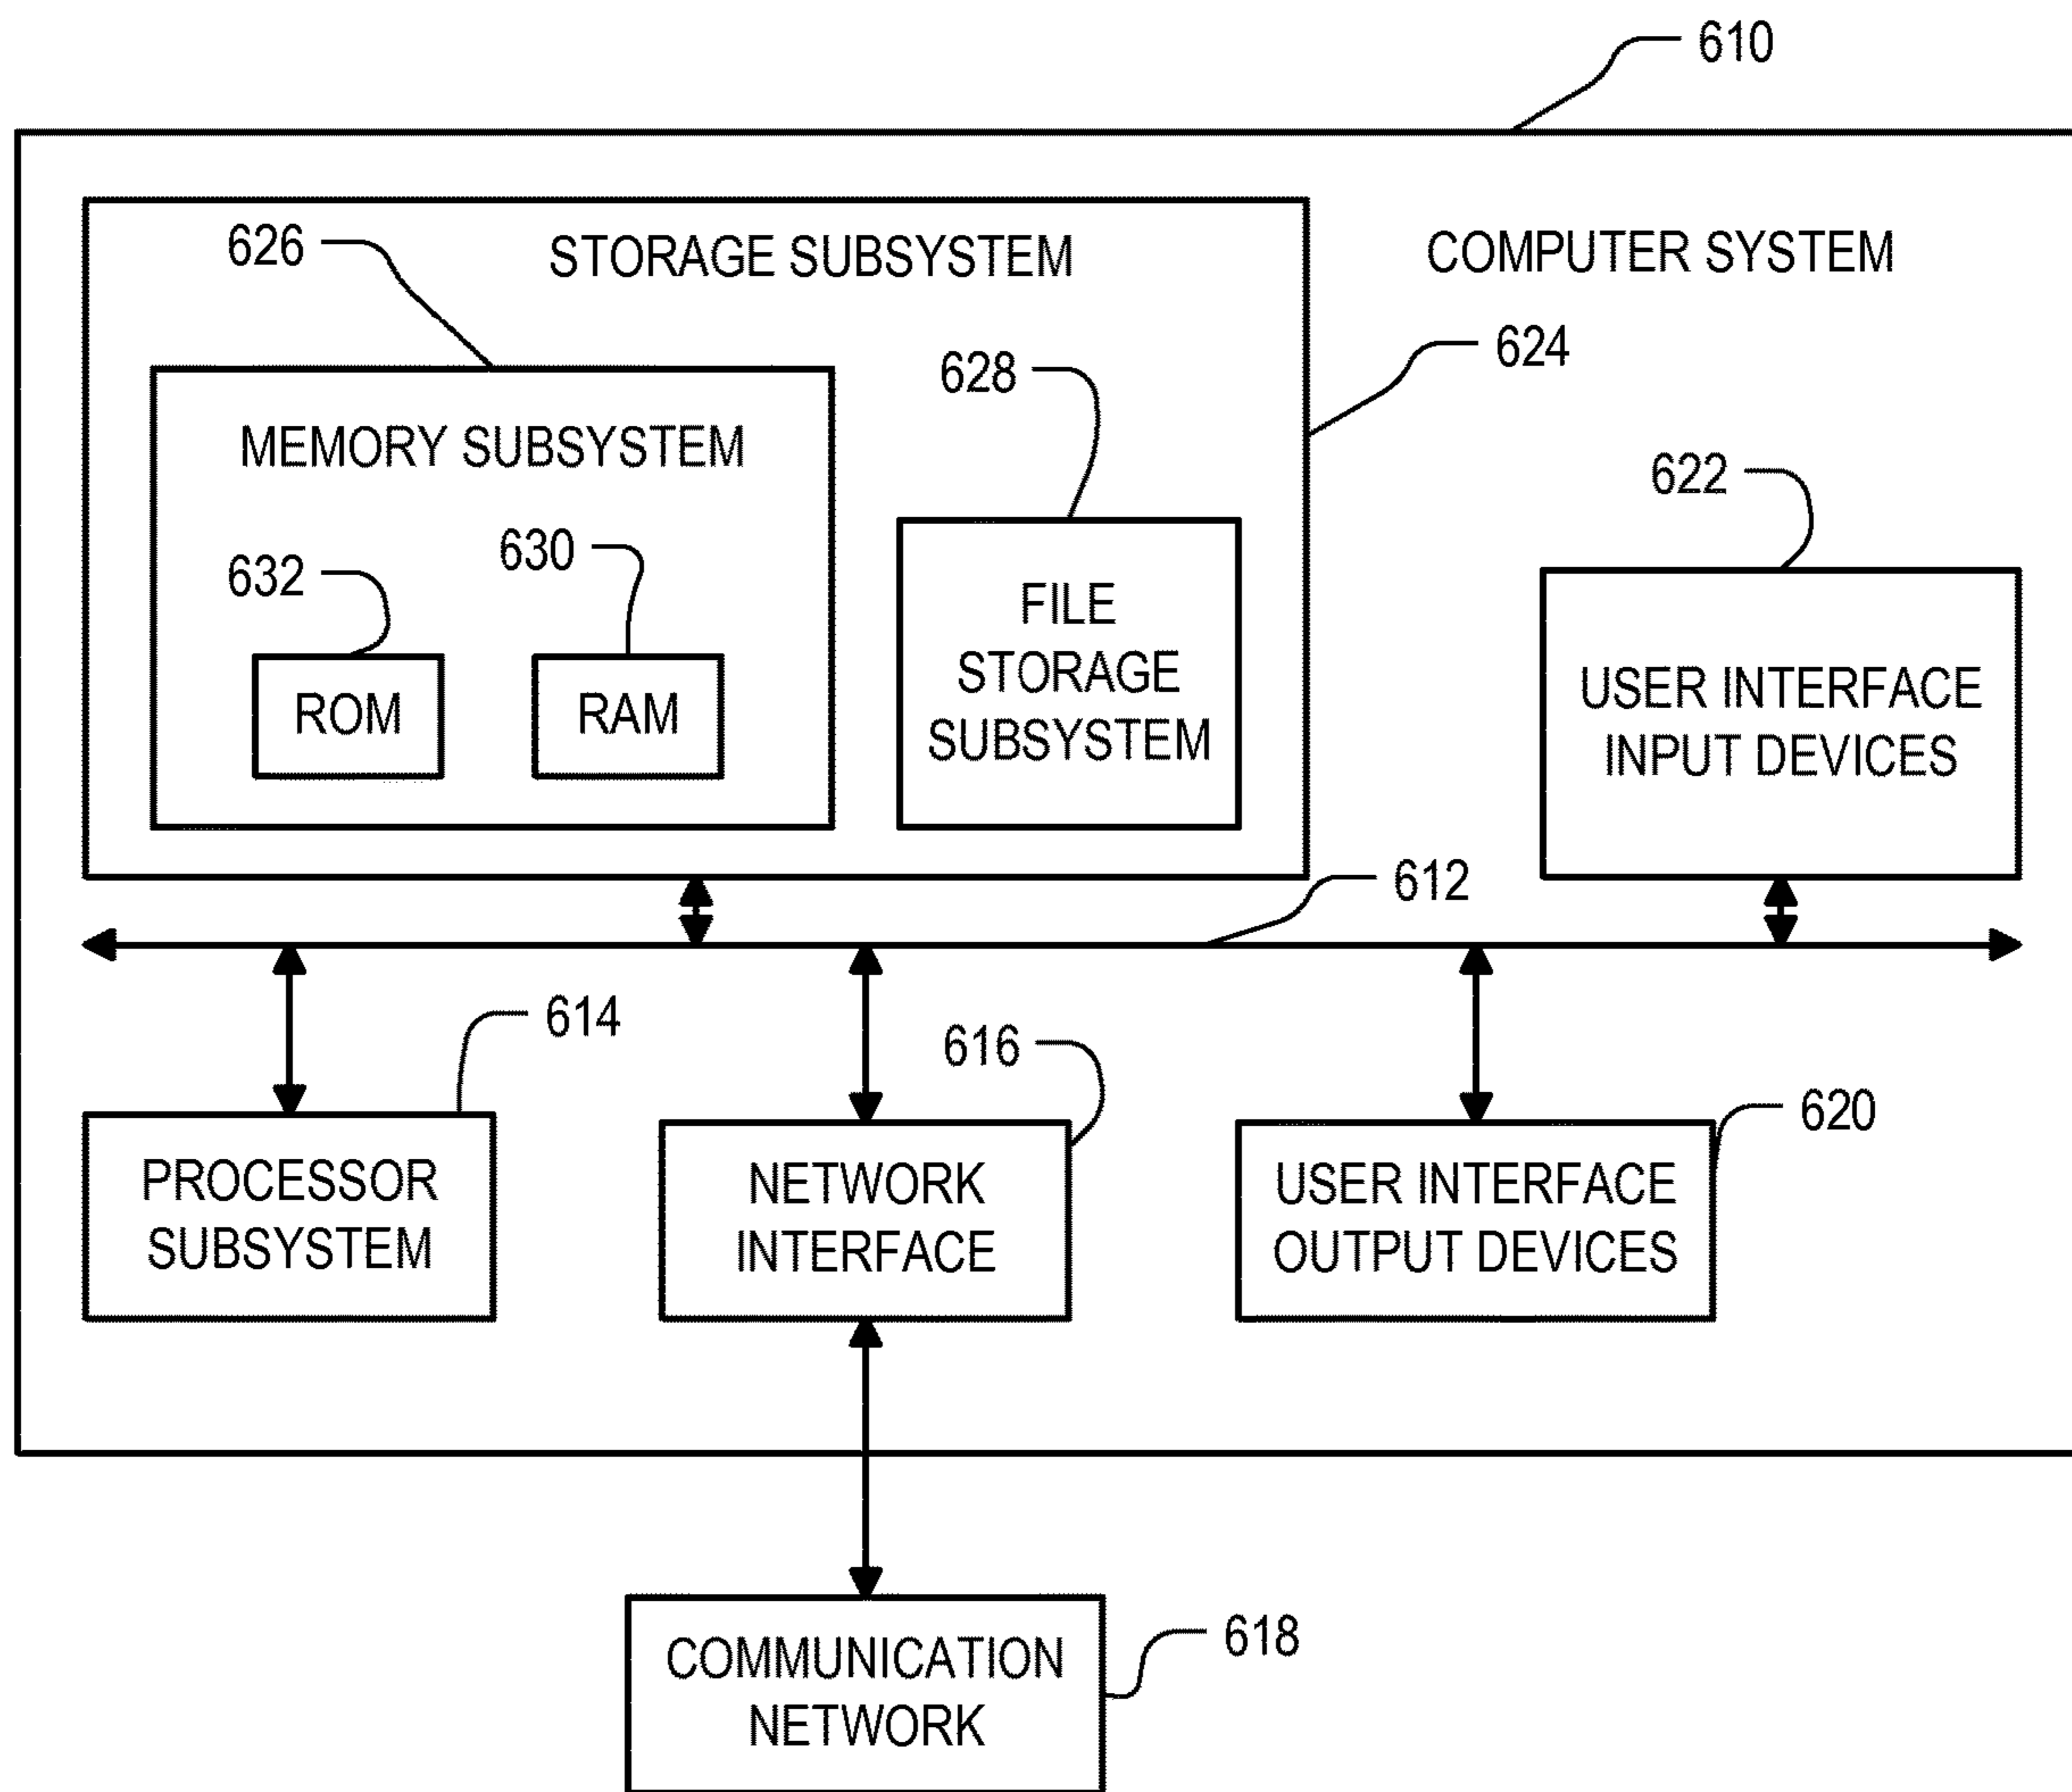 610
626
STORAGE SUBSYSTEM
COMPUTER SYSTEM
624
628
MEMORY SUBSYSTEM
622
632
630
ROM
RAM
FILE
STORAGE
SUBSYSTEM
USER INTERFACE
INPUT DEVICES
612
614
616
620
PROCESSOR
SUBSYSTEM
NETWORK
INTERFACE
USER INTERFACE
OUTPUT DEVICES
618
COMMUNICATION
NETWORK